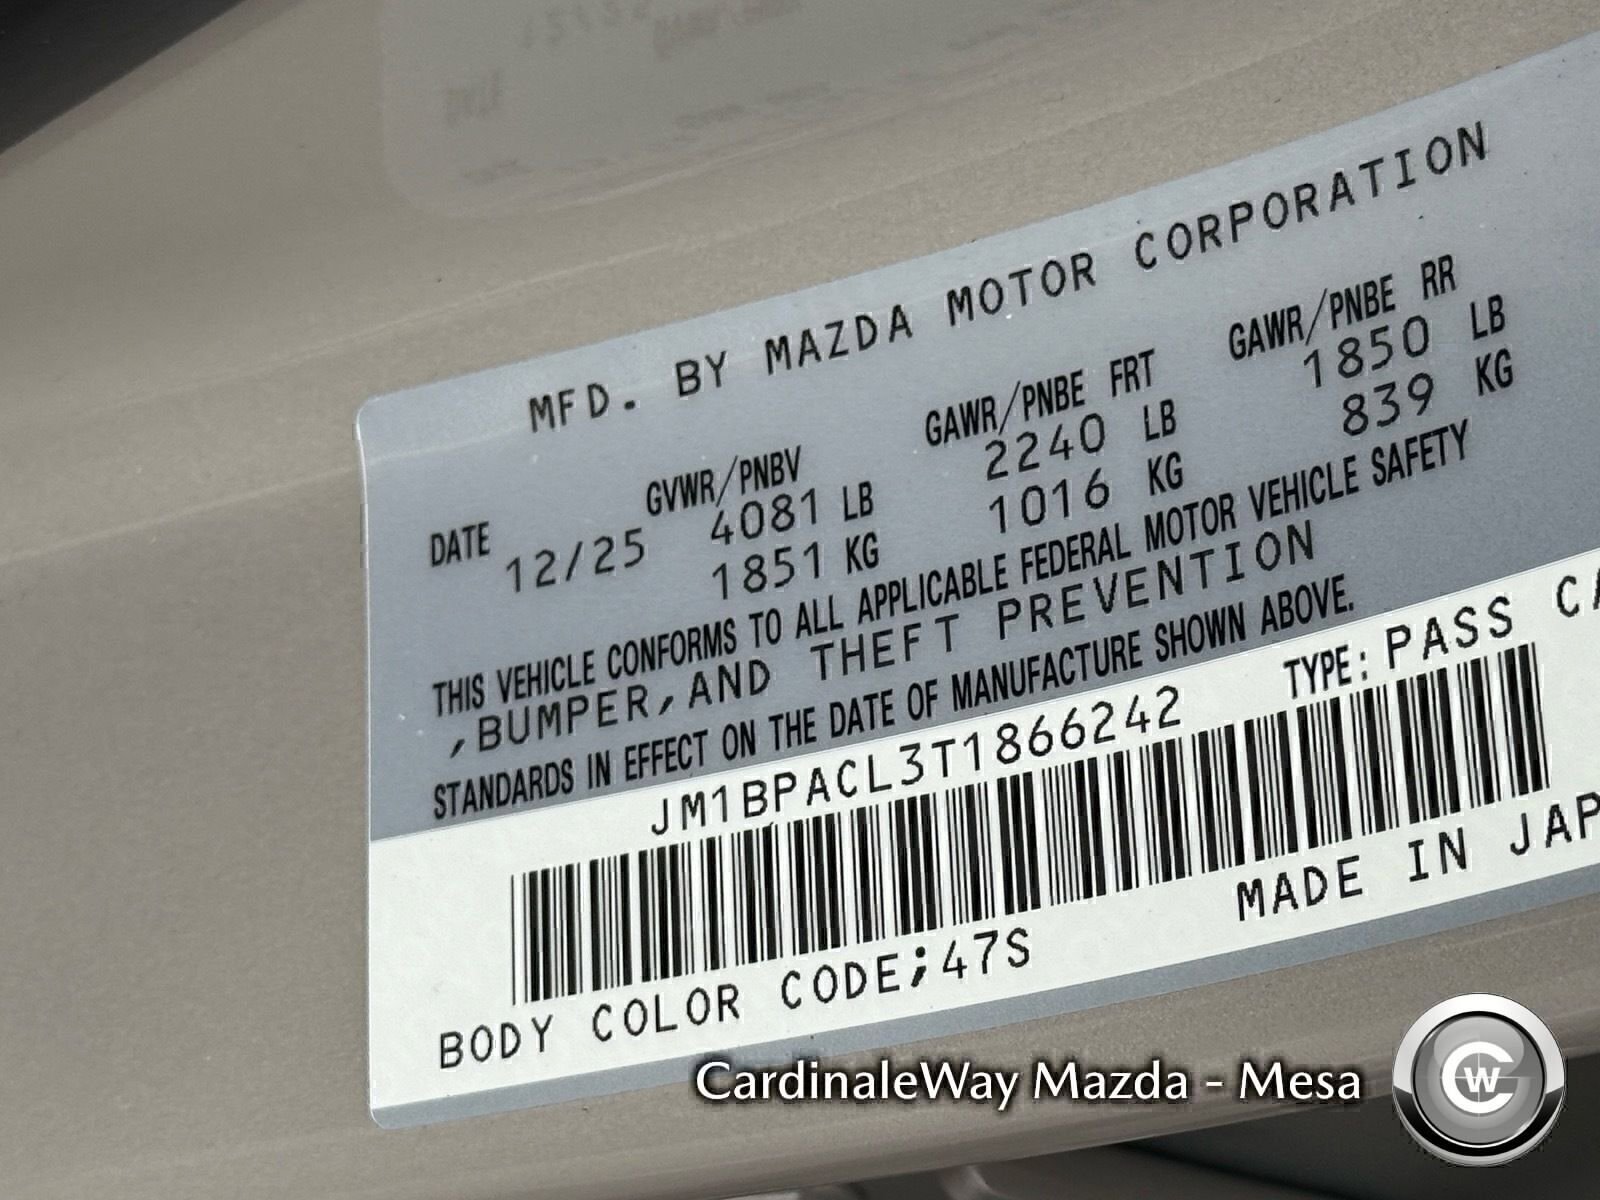 MFD. BY MAZDA MOTOR CORPORATION
DATE GVWR/PNBV GAWR/PNBE FRT GAWR/PNBE RR
12/25 4081 LB 2240 LB 1850 LB
1851 KG 1016 KG 839 KG
THIS VEHICLE CONFORMS TO ALL APPLICABLE FEDERAL MOTOR VEHICLE SAFETY
,BUMPER,AND THEFT PREVENTION
STANDARDS IN EFFECT ON THE DATE OF MANUFACTURE SHOWN ABOVE.
JM1BPACL3T1866242 TYPE: PASS CA
MADE IN JAP
BODY COLOR CODE;47S
CardinaleWay Mazda - Mesa
CW